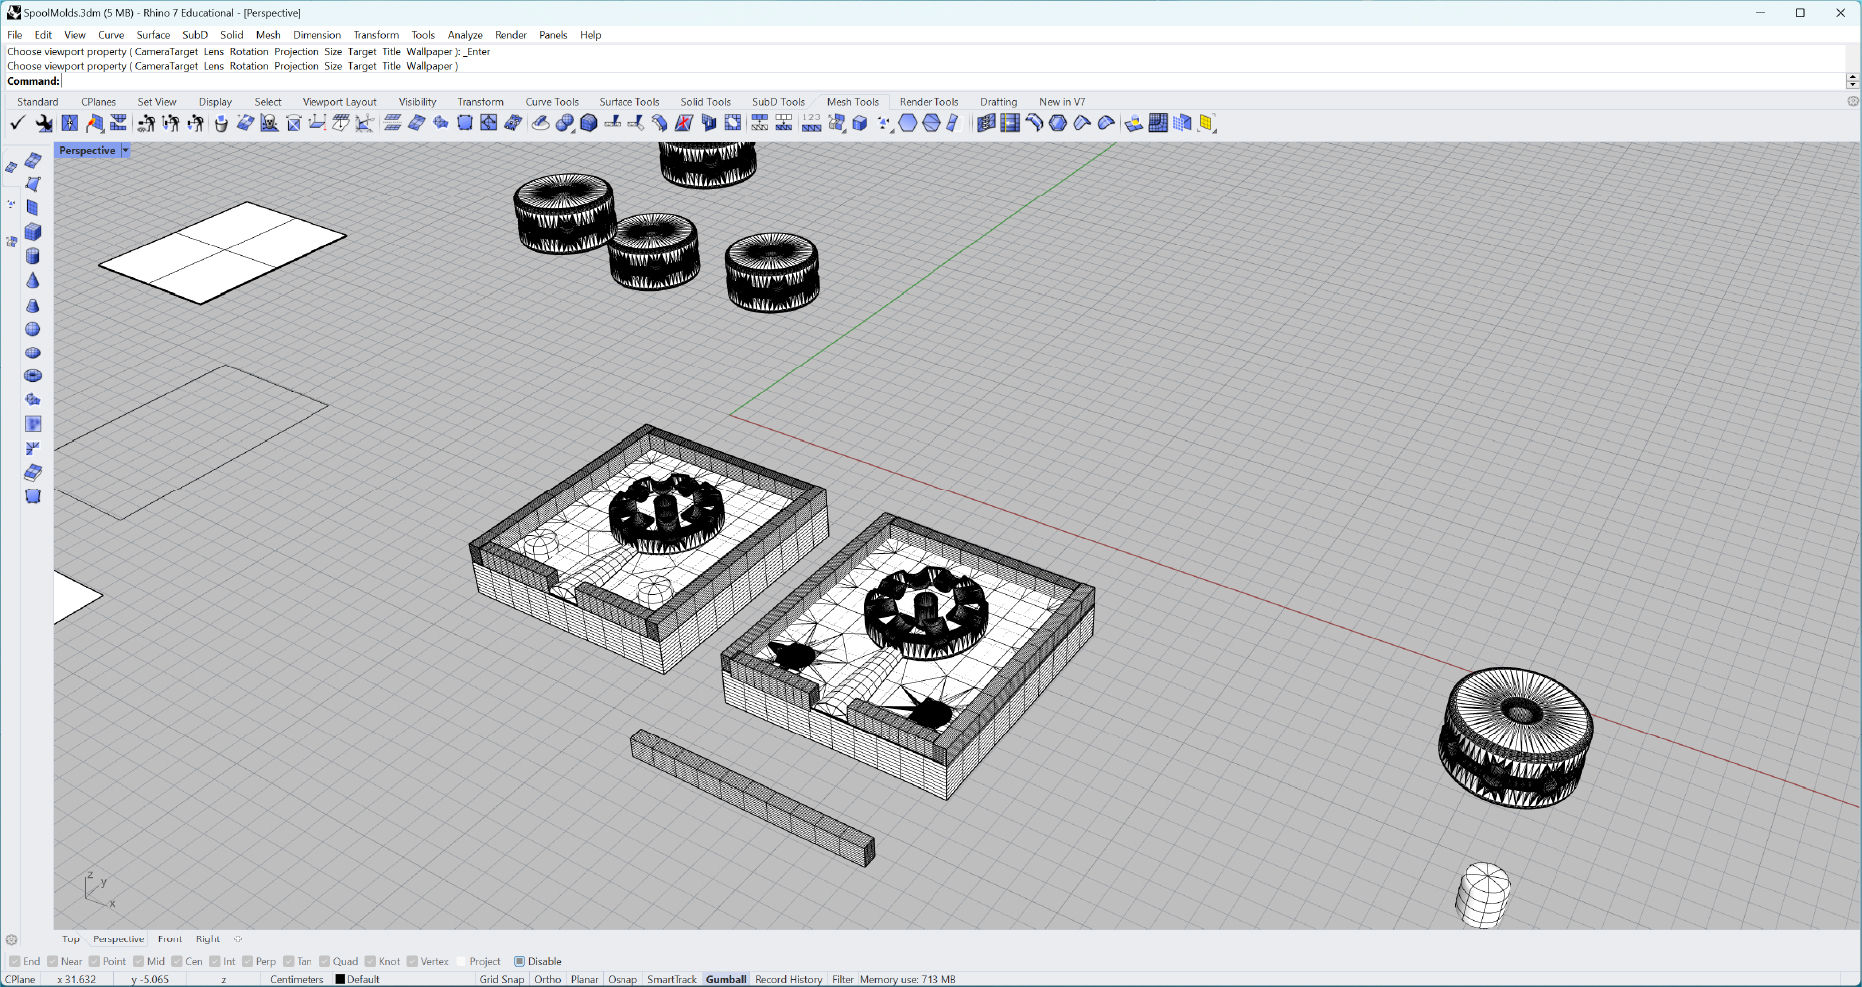 SpoolMolds.3dm (5 MB) - Rhino 7 Educational - [Perspective]
File Edit View Curve Surface SubD Solid Mesh Dimension Transform Tools Analyze Render Panels Help
Choose viewport property ( CameraTarget Lens Rotation Projection Size Target Title Wallpaper ): _Enter
Choose viewport property ( CameraTarget Lens Rotation Projection Size Target Title Wallpaper )
Command:
Standard CPlanes Set View Display Select Viewport Layout Visibility Transform Curve Tools Surface Tools Solid Tools SubD Tools Mesh Tools Render Tools Drafting New in V7
1 2 3
Perspective
z
y
x
Top Perspective Front Right
End Near Point Mid Cen Int Perp Tan Quad Knot Vertex Project Disable
CPlane x 31.632 y -5.065 z Centimeters Default Grid Snap Ortho Planar Osnap SmartTrack Gumball Record History Filter Memory use: 713 MB